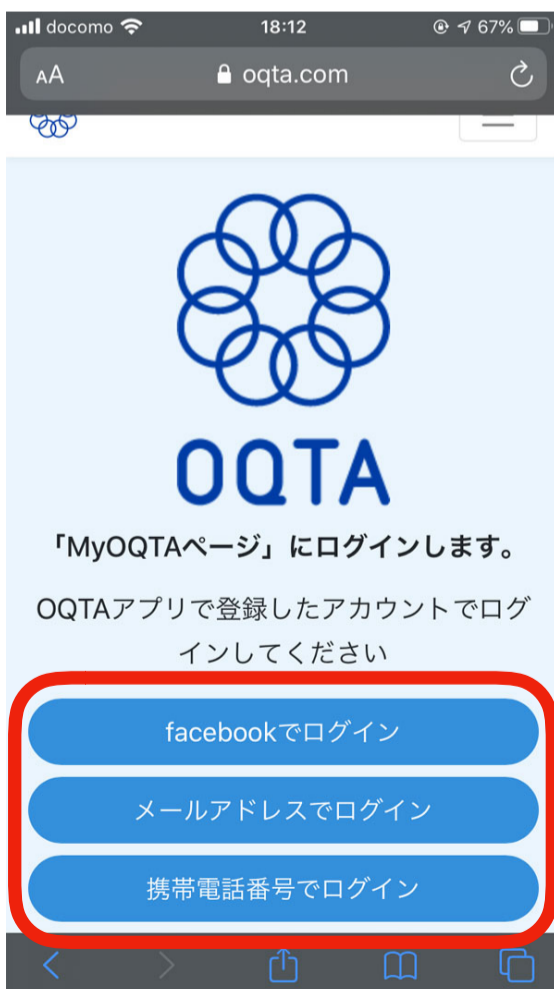 docomo 18:12 67%
AA oqta.com
OQTA
「MyOQTAページ」にログインします。
OQTAアプリで登録したアカウントでログ
インしてください
facebookでログイン
メールアドレスでログイン
携帯電話番号でログイン